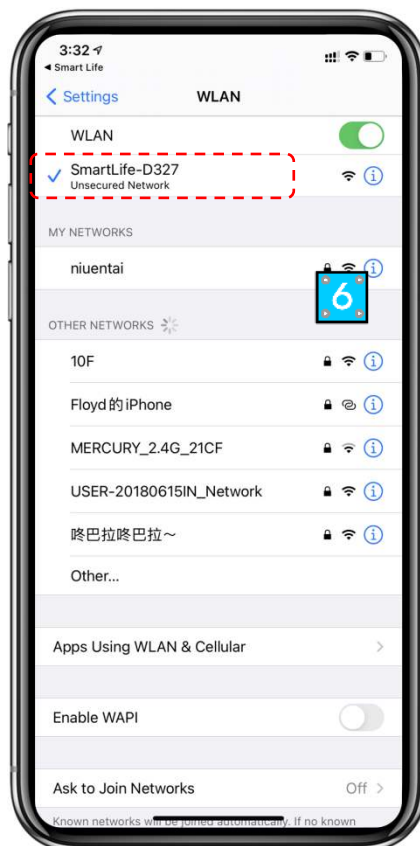 3:32
Smart Life
Settings
WLAN
WLAN
SmartLife-D327
Unsecured Network
MY NETWORKS
niuentai
6
OTHER NETWORKS
10F
Floyd的iPhone
MERCURY_2.4G_21CF
USER-20180615IN_Network
咚巴拉咚巴拉～
Other...
Apps Using WLAN & Cellular
Enable WAPI
Ask to Join Networks Off
Known networks will be joined automatically. If no known